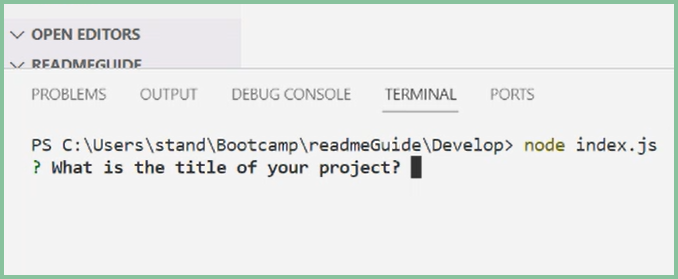 OPEN EDITORS
READMEGUIDE
PROBLEMS OUTPUT DEBUG CONSOLE TERMINAL PORTS
PS C:\Users\stand\Bootcamp\readmeGuide\Develop> node index.js
? What is the title of your project?